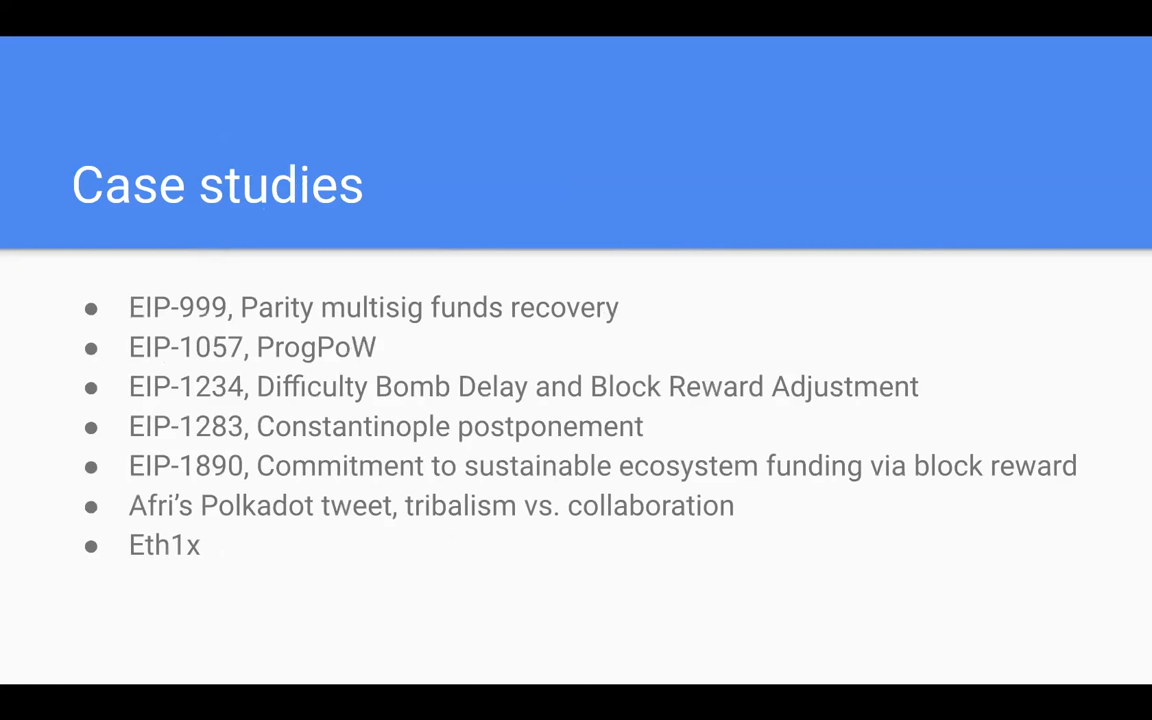 Case studies
● EIP-999, Parity multisig funds recovery
● EIP-1057, ProgPoW
● EIP-1234, Difficulty Bomb Delay and Block Reward Adjustment
● EIP-1283, Constantinople postponement
● EIP-1890, Commitment to sustainable ecosystem funding via block reward
● Afri’s Polkadot tweet, tribalism vs. collaboration
● Eth1x